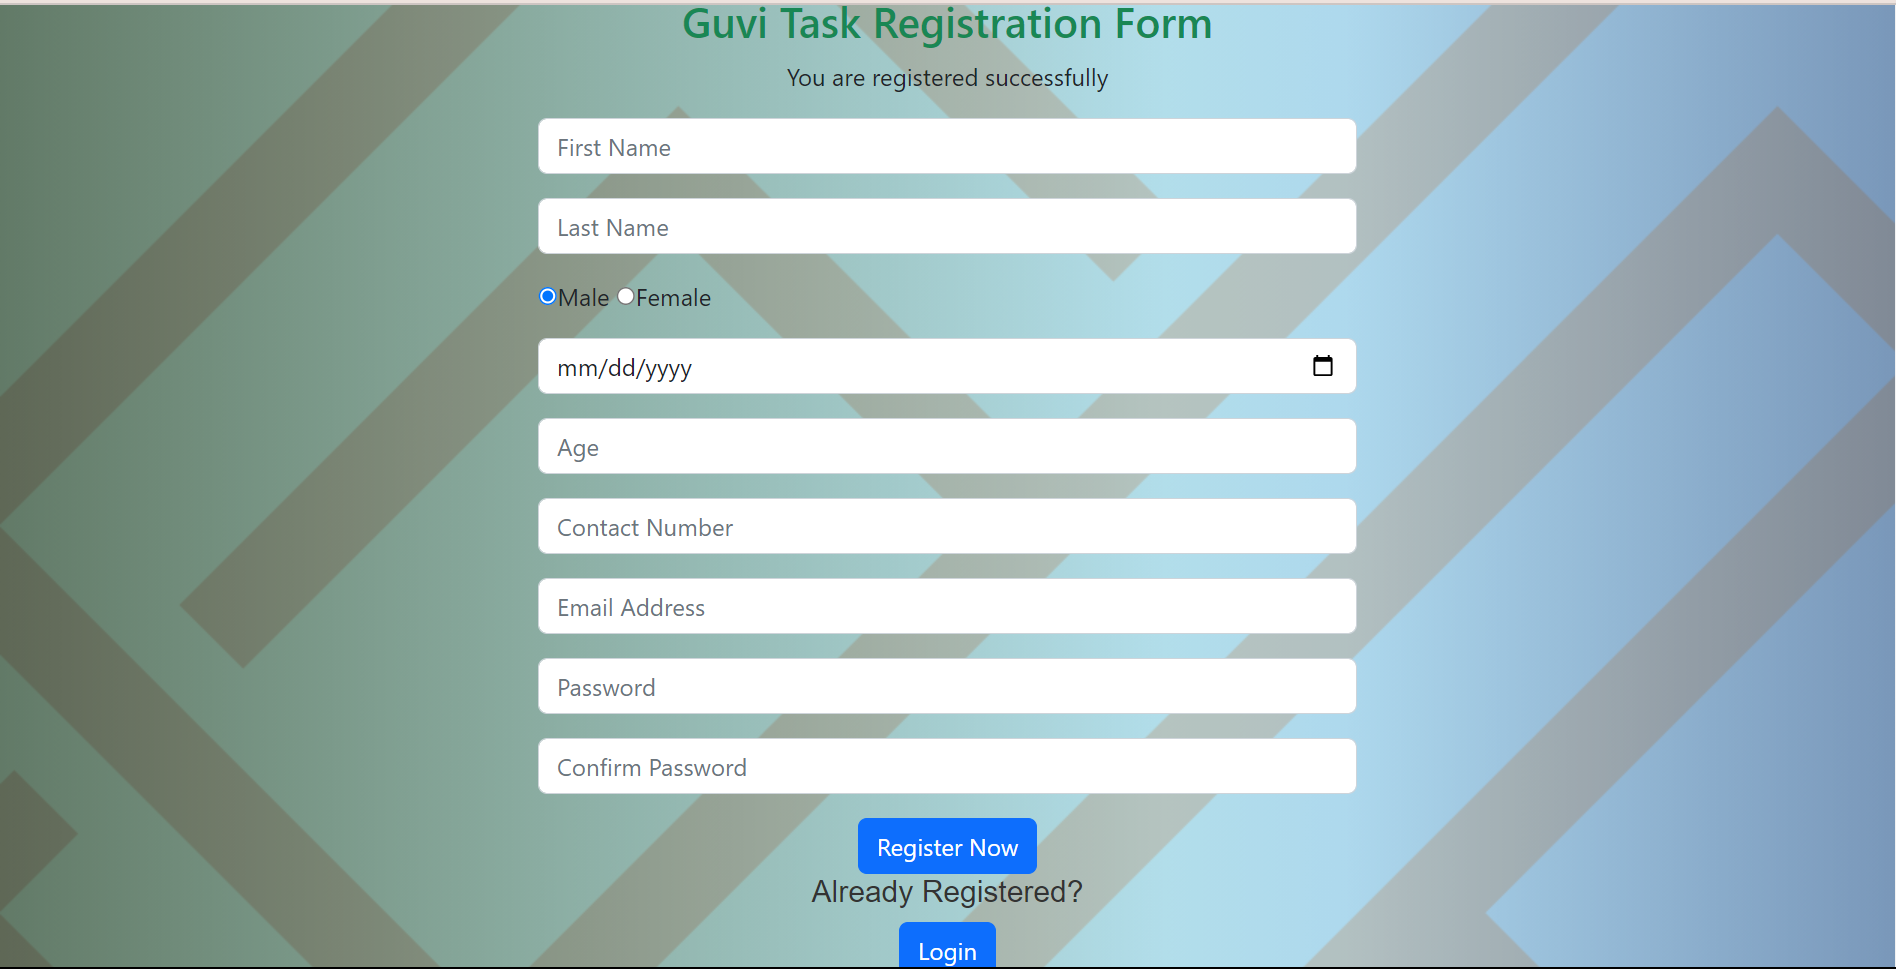 Guvi Task Registration Form
You are registered successfully
First Name
Last Name
Male Female
mm/dd/yyyy
Age
Contact Number
Email Address
Password
Confirm Password
Register Now
Already Registered?
Login